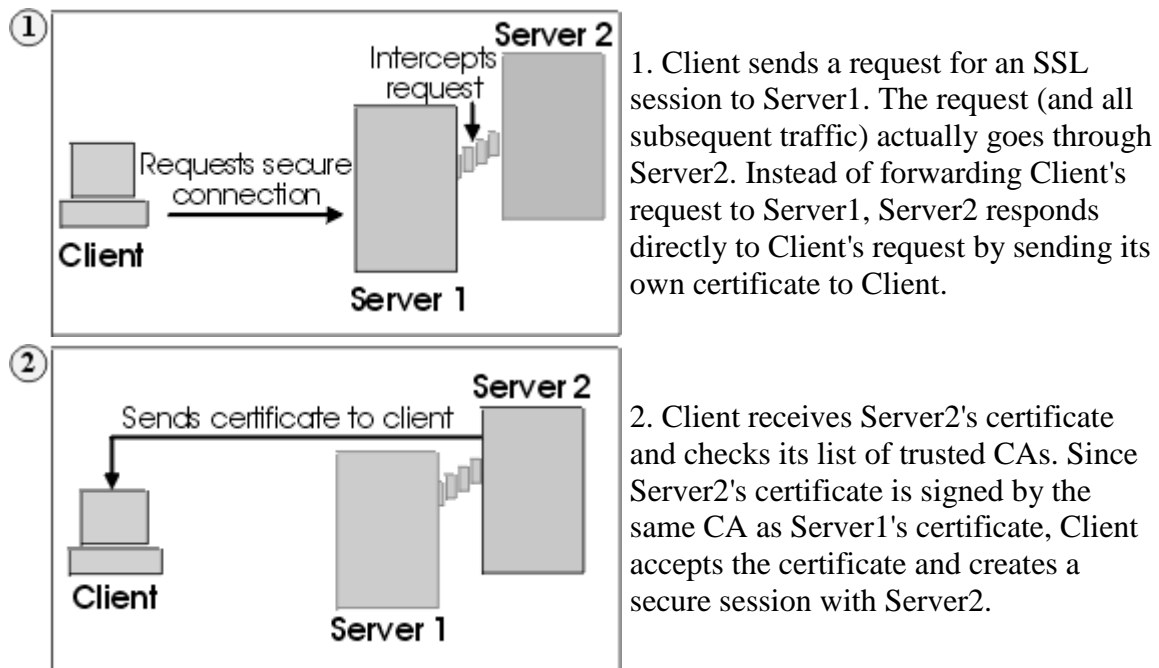 1
Server 2
Intercepts
request
Requests secure
connection
Client
Server 1
1. Client sends a request for an SSL
session to Server1. The request (and all
subsequent traffic) actually goes through
Server2. Instead of forwarding Client's
request to Server1, Server2 responds
directly to Client's request by sending its
own certificate to Client.
2
Server 2
Sends certificate to client
Client
Server 1
2. Client receives Server2's certificate
and checks its list of trusted CAs. Since
Server2's certificate is signed by the
same CA as Server1's certificate, Client
accepts the certificate and creates a
secure session with Server2.